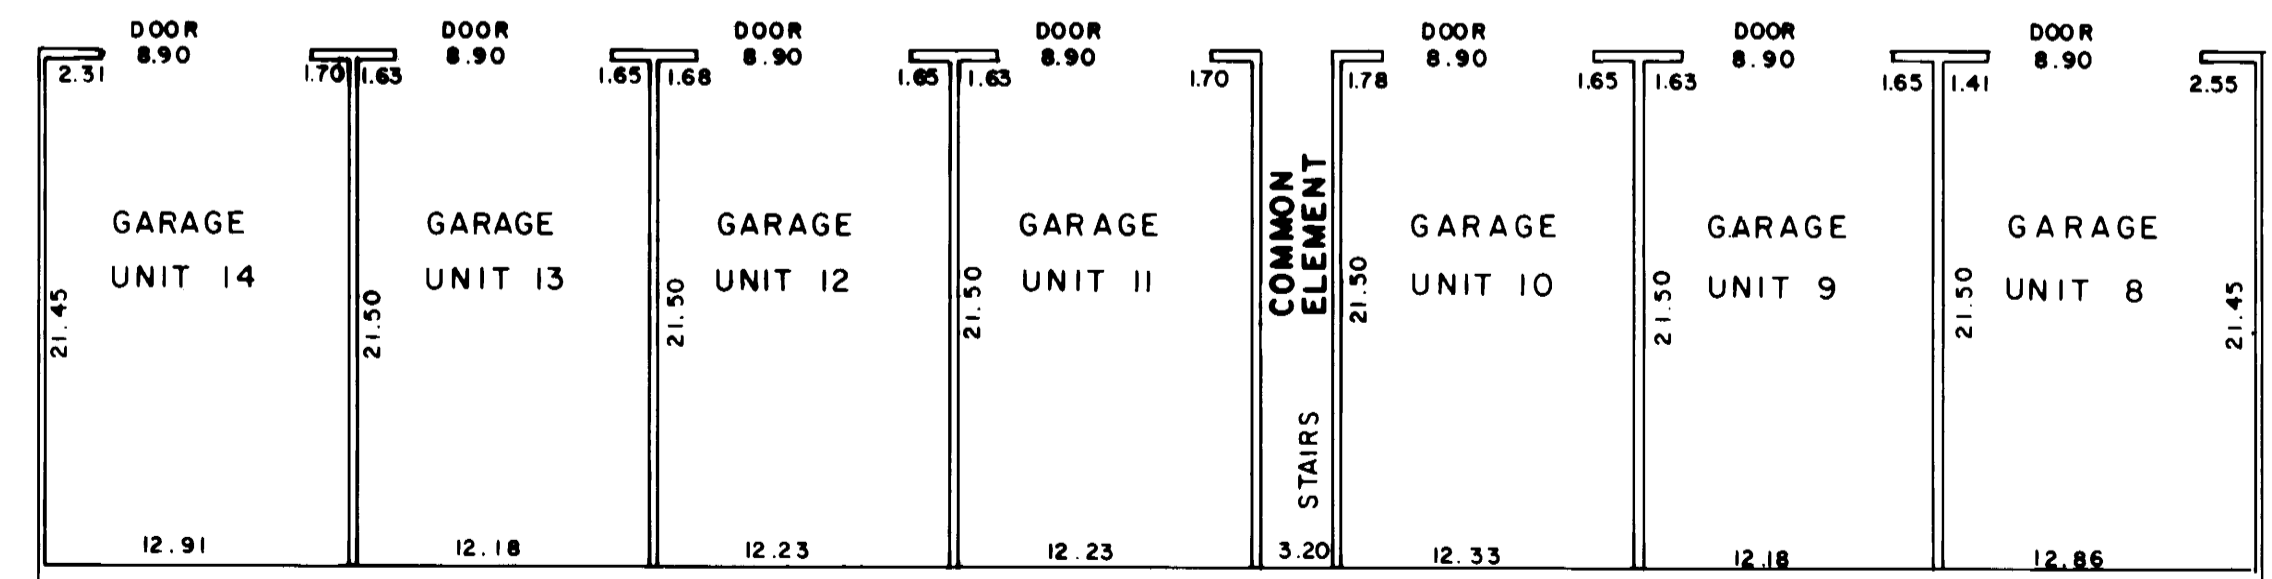 DOOR
8.90
DOOR
8.90
DOOR
8.90
DOOR
8.90
DOOR
8.90
DOOR
8.90
DOOR
8.90
2.31
1.70
1.63
1.65
1.68
1.65
1.63
1.70
1.78
1.65
1.63
1.65
1.41
2.55
GARAGE
UNIT 14
GARAGE
UNIT 13
GARAGE
UNIT 12
GARAGE
UNIT 11
COMMON
ELEMENT
GARAGE
UNIT 10
GARAGE
UNIT 9
GARAGE
UNIT 8
21.45
21.50
21.50
21.50
21.50
21.50
21.50
21.45
STAIRS
12.91
12.18
12.23
12.23
3.20
12.33
12.18
12.86